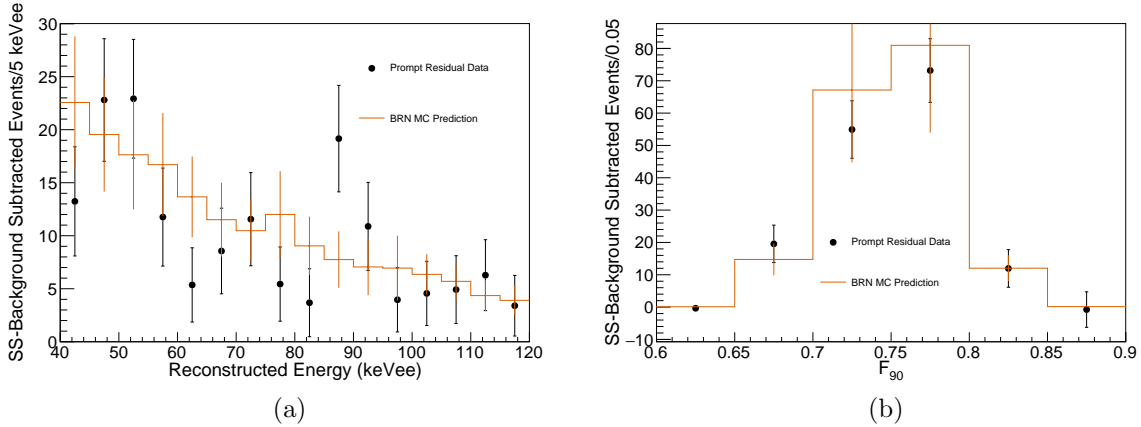 SS-Background Subtracted Events/5 keVee
30
25
20
15
10
5
0
Prompt Residual Data
BRN MC Prediction
40 50 60 70 80 90 100 110 120
Reconstructed Energy (keVee)
(a)
SS-Background Subtracted Events/0.05
80
70
60
50
40
30
20
10
0
−10
Prompt Residual Data
BRN MC Prediction
0.6 0.65 0.7 0.75 0.8 0.85 0.9
F90
(b)